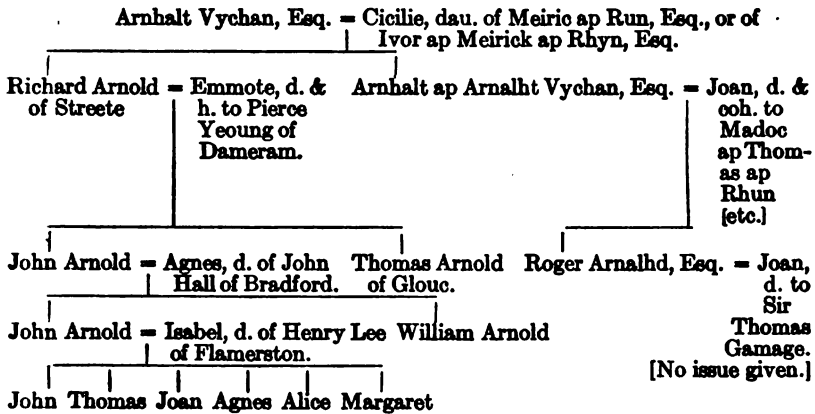 Arnhalt Vychan, Esq. = Cicilie, dau. of Meiric ap Run, Esq., or of
Ivor ap Meirick ap Rhyn, Esq.
Richard Arnold = Emmote, d. & Arnhalt ap Arnalht Vychan, Esq. = Joan, d. &
of Streete h. to Pierce coh. to
Yeoung of Madoc
Dameram. ap Thom-
as ap
Rhun
[etc.]
John Arnold = Agnes, d. of John Thomas Arnold Roger Arnalhd, Esq. = Joan,
Hall of Bradford. of Glouc. d. to
Sir
John Arnold = Isabel, d. of Henry Lee William Arnold Thomas
of Flamerston. Gamage.
[No issue given.]
John Thomas Joan Agnes Alice Margaret